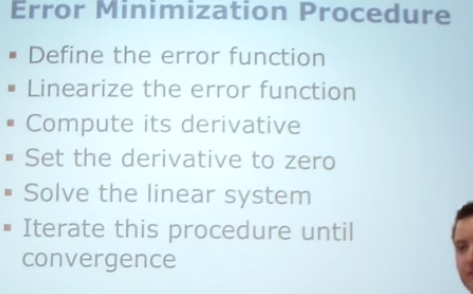 Error Minimization Procedure
▪ Define the error function
▪ Linearize the error function
▪ Compute its derivative
▪ Set the derivative to zero
▪ Solve the linear system
▪ Iterate this procedure until
convergence